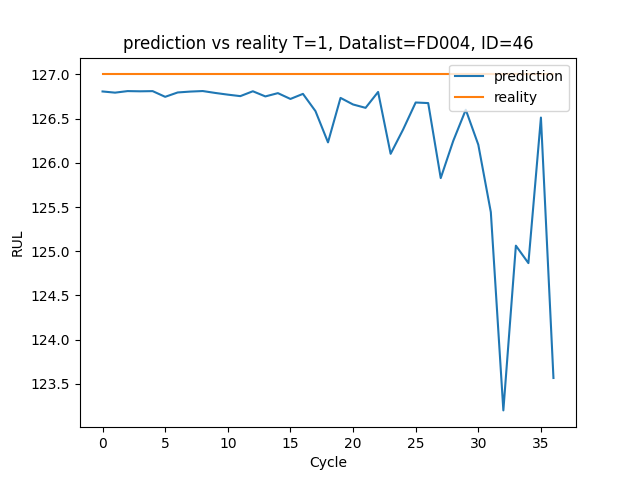 prediction vs reality T=1, Datalist=FD004, ID=46
127.0
126.5
126.0
125.5
125.0
124.5
124.0
123.5
RUL
0 5 10 15 20 25 30 35
Cycle
prediction
reality